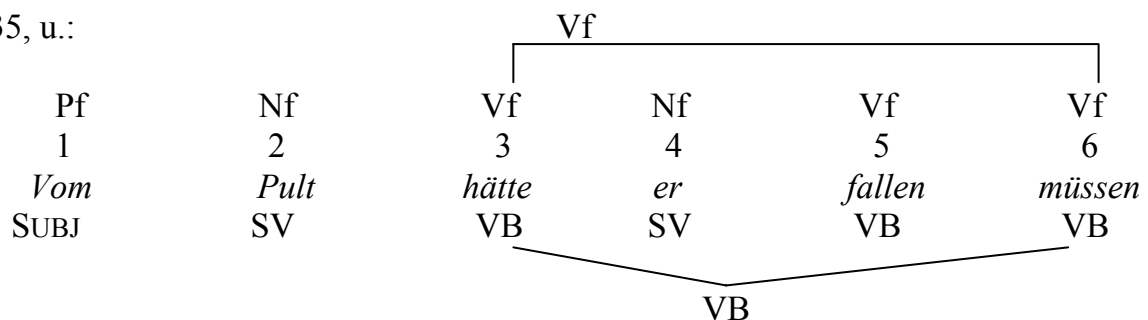 35, u.: Vf
Pf Nf Vf Nf Vf Vf
1 2 3 4 5 6
Vom Pult hätte er fallen müssen
SUBJ SV VB SV VB VB
VB